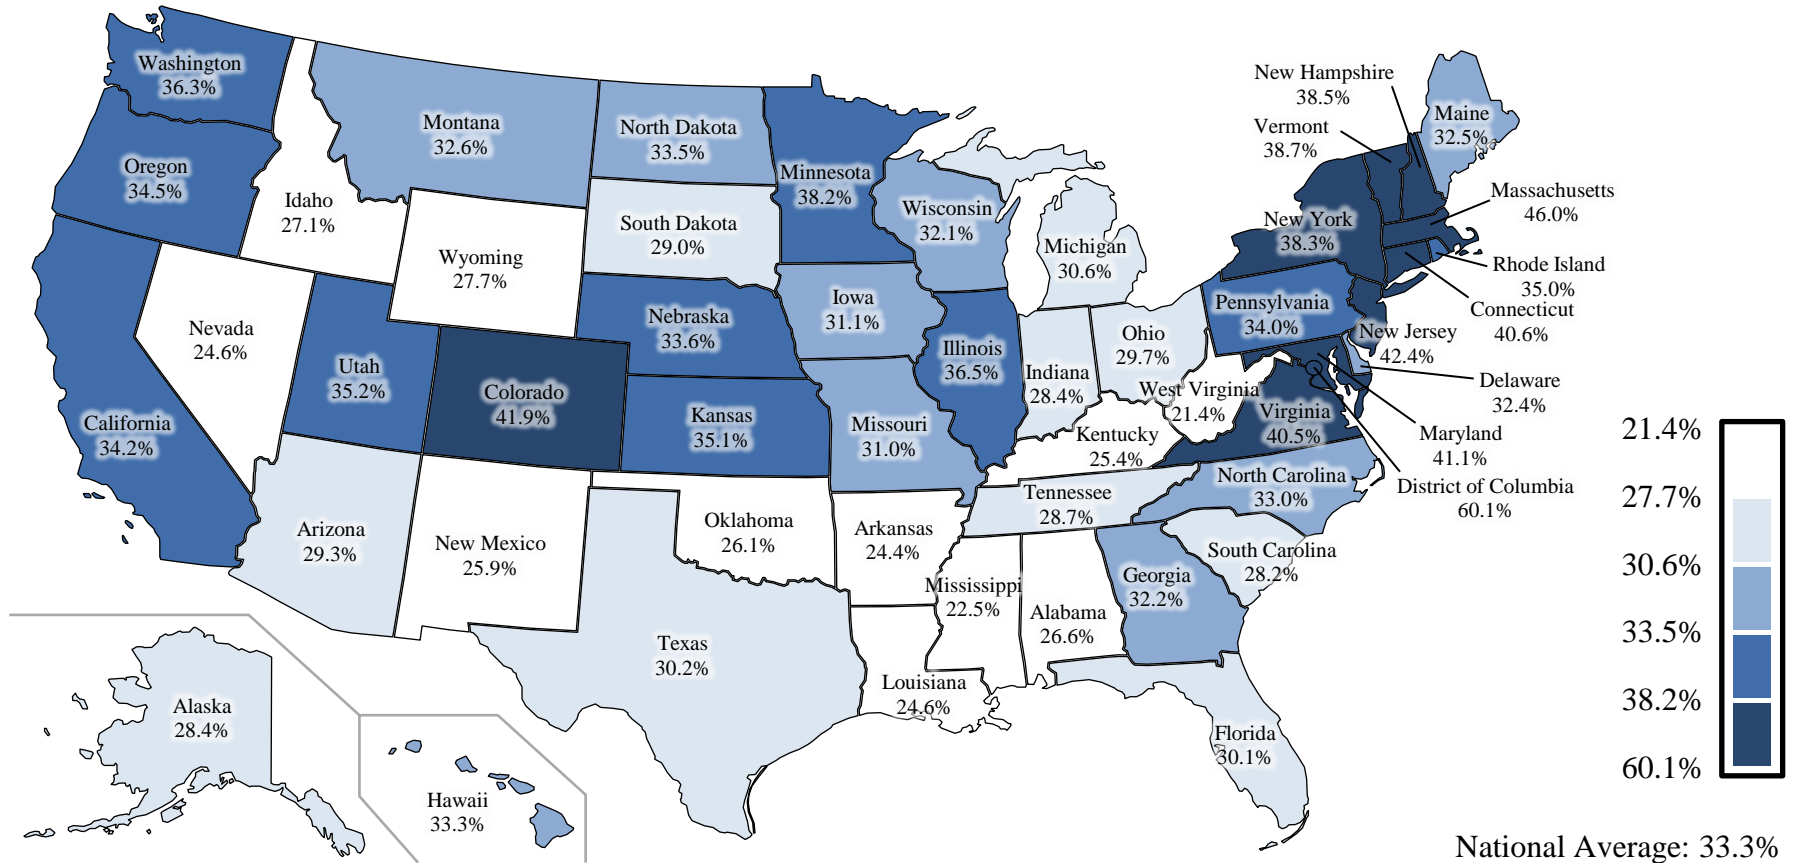 Washington
36.3%
Oregon
34.5%
California
34.2%
Idaho
27.1%
Nevada
24.6%
Utah
35.2%
Arizona
29.3%
Montana
32.6%
Wyoming
27.7%
Colorado
41.9%
New Mexico
25.9%
North Dakota
33.5%
South Dakota
29.0%
Nebraska
33.6%
Kansas
35.1%
Oklahoma
26.1%
Texas
30.2%
Minnesota
38.2%
Iowa
31.1%
Missouri
31.0%
Arkansas
24.4%
Louisiana
24.6%
Wisconsin
32.1%
Illinois
36.5%
Michigan
30.6%
Indiana
28.4%
Ohio
29.7%
Kentucky
25.4%
Tennessee
28.7%
Mississippi
22.5%
Alabama
26.6%
Georgia
32.2%
Florida
30.1%
South Carolina
28.2%
North Carolina
33.0%
Virginia
40.5%
West Virginia
21.4%
Pennsylvania
34.0%
New York
38.3%
Vermont
38.7%
New Hampshire
38.5%
Maine
32.5%
Massachusetts
46.0%
Rhode Island
35.0%
Connecticut
40.6%
New Jersey
42.4%
Delaware
32.4%
Maryland
41.1%
District of Columbia
60.1%
Alaska
28.4%
Hawaii
33.3%
21.4%
27.7%
30.6%
33.5%
38.2%
60.1%
National Average: 33.3%